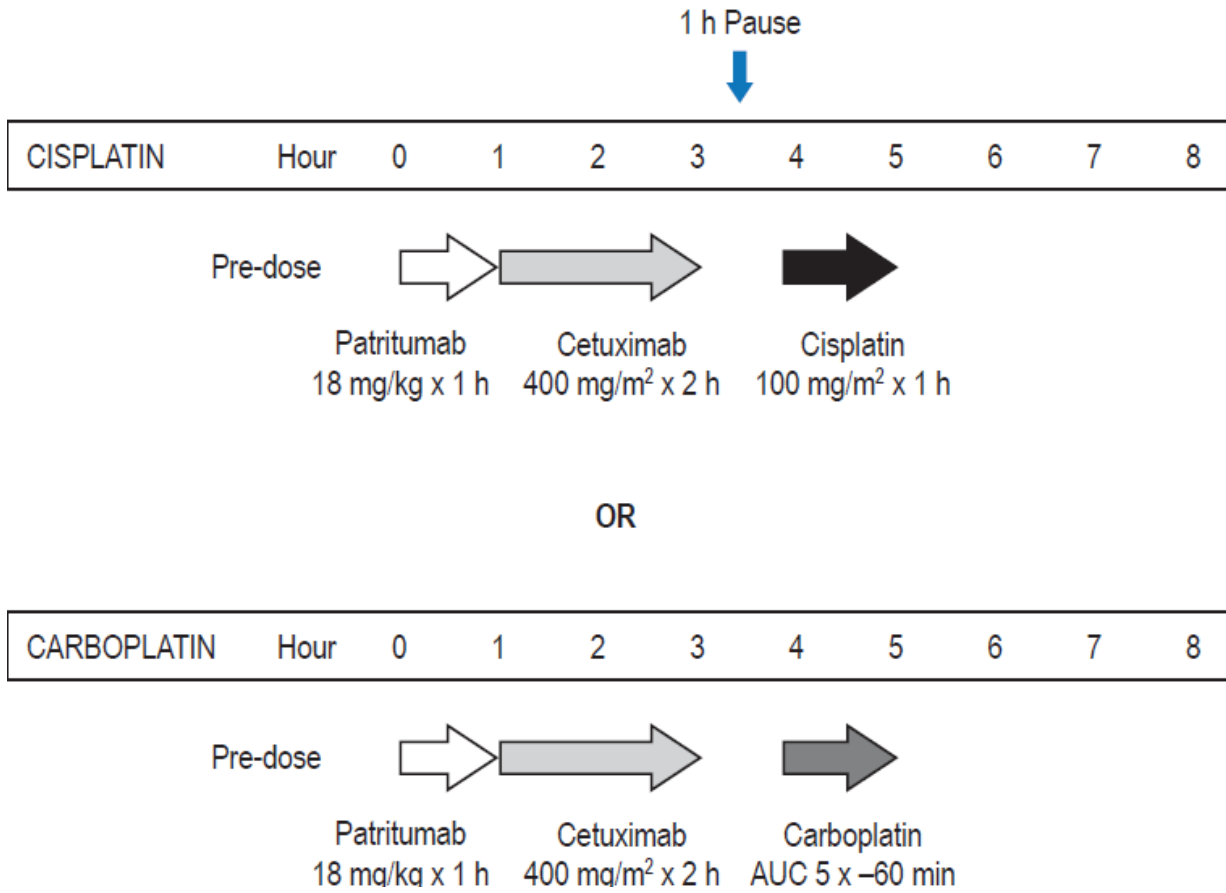 1 h Pause
CISPLATIN Hour 0 1 2 3 4 5 6 7 8
Pre-dose
Patritumab Cetuximab Cisplatin
18 mg/kg x 1 h 400 mg/m² x 2 h 100 mg/m² x 1 h
OR
CARBOPLATIN Hour 0 1 2 3 4 5 6 7 8
Pre-dose
Patritumab Cetuximab Carboplatin
18 mg/kg x 1 h 400 mg/m² x 2 h AUC 5 x –60 min